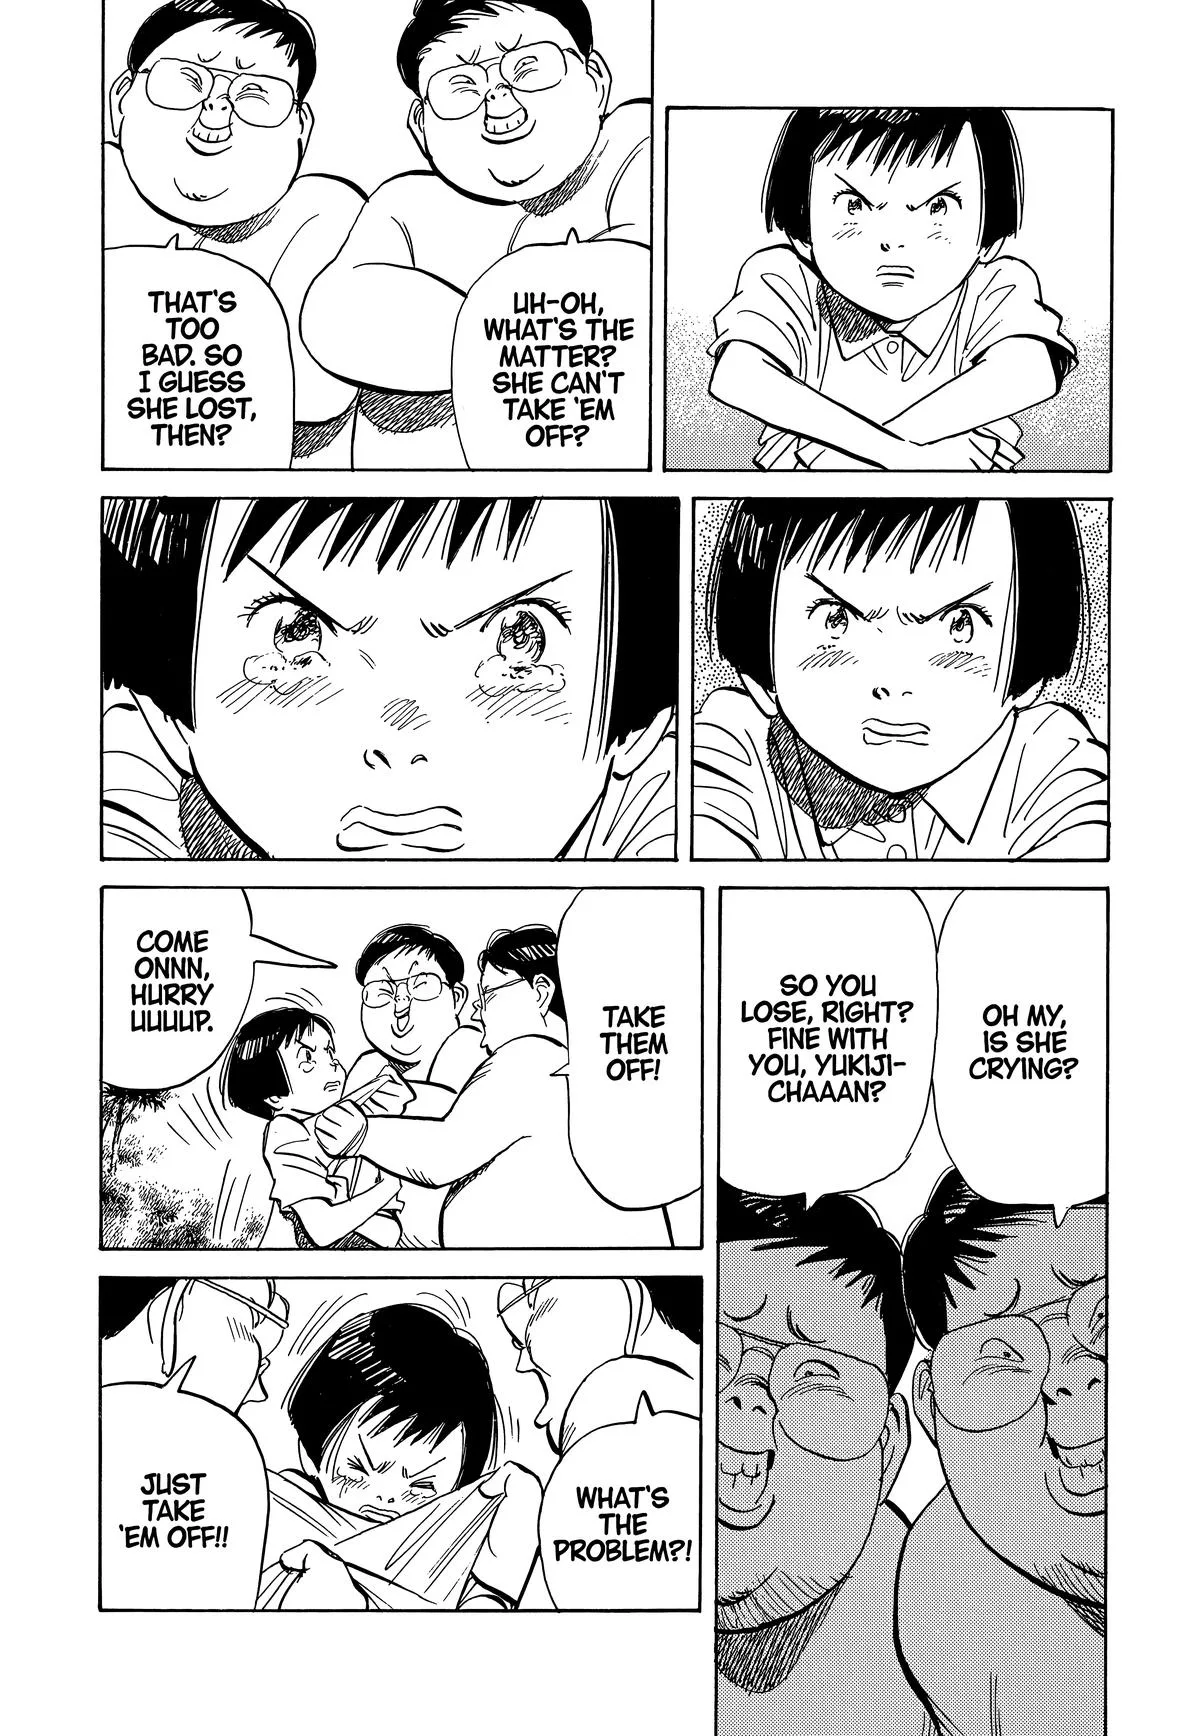 UH-OH,
WHAT'S THE
MATTER?
SHE CAN'T
TAKE 'EM
OFF?
THAT'S
TOO
BAD. SO
I GUESS
SHE LOST,
THEN?
OH MY,
IS SHE
CRYING?
SO YOU
LOSE, RIGHT?
FINE WITH
YOU, YUKIJI-
CHAAAN?
TAKE
THEM
OFF!
COME
ONNN,
HURRY
UUUUP.
WHAT'S
THE
PROBLEM?!
JUST
TAKE
'EM OFF!!